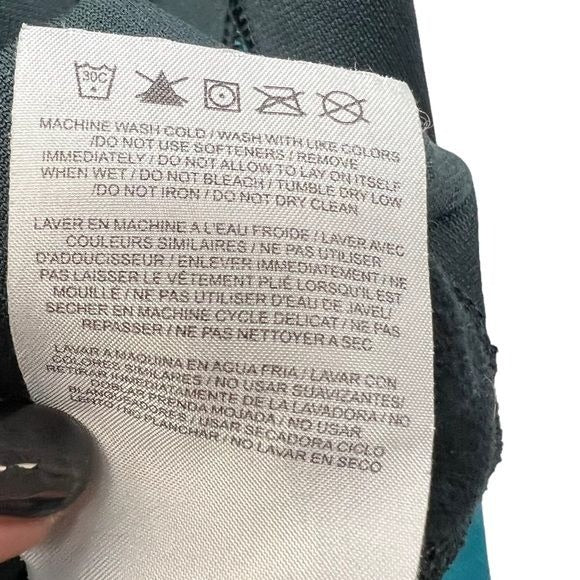 30C
MACHINE WASH COLD / WASH WITH LIKE COLORS
/DO NOT USE SOFTENERS / REMOVE
IMMEDIATELY / DO NOT ALLOW TO LAY ON ITSELF
WHEN WET / DO NOT BLEACH / TUMBLE DRY LOW
/DO NOT IRON / DO NOT DRY CLEAN
LAVER EN MACHINE A L'EAU FROIDE / LAVER AVEC
COULEURS SIMILAIRES / NE PAS UTILISER
D'ADOUCISSEUR / ENLEVER IMMEDIATEMENT / NE
PAS LAISSER LE VÊTEMENT PLIÉ LORSQU'IL EST
MOUILLÉ / NE PAS UTILISER D'EAU DE JAVEL/
SECHER EN MACHINE CYCLE DELICAT / NE PAS
REPASSER / NE PAS NETTOYER A SEC
LAVAR A MAQUINA EN AGUA FRIA / LAVAR CON
COLORES SIMILARES / NO USAR SUAVIZANTES/
RETIRAR IMMEDIATAMENTE DE LA LAVADORA / NO
DOBLAR PRENDA MOJADA / NO USAR
BLANQUEADORES / USAR SECADORA CICLO
LENTO / NO PLANCHAR / NO LAVAR EN SECO